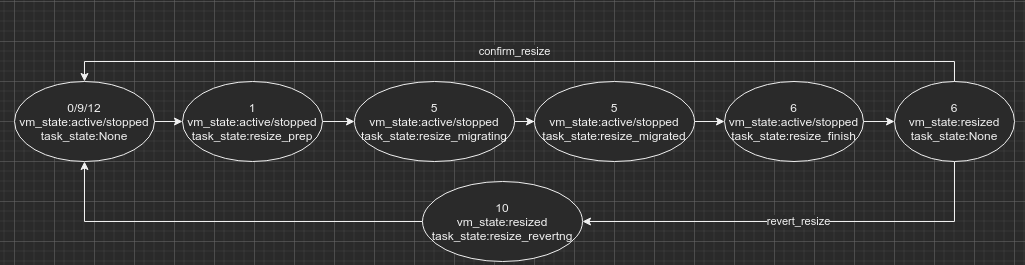 confirm_resize
0/9/12
vm_state:active/stopped
task_state:None
1
vm_state:active/stopped
task_state:resize_prep
5
vm_state:active/stopped
task_state:resize_migrating
5
vm_state:active/stopped
task_state:resize_migrated
6
vm_state:active/stopped
task_state:resize_finish
6
vm_state:resized
task_state:None
10
vm_state:resized
task_state:resize_revertng
revert_resize